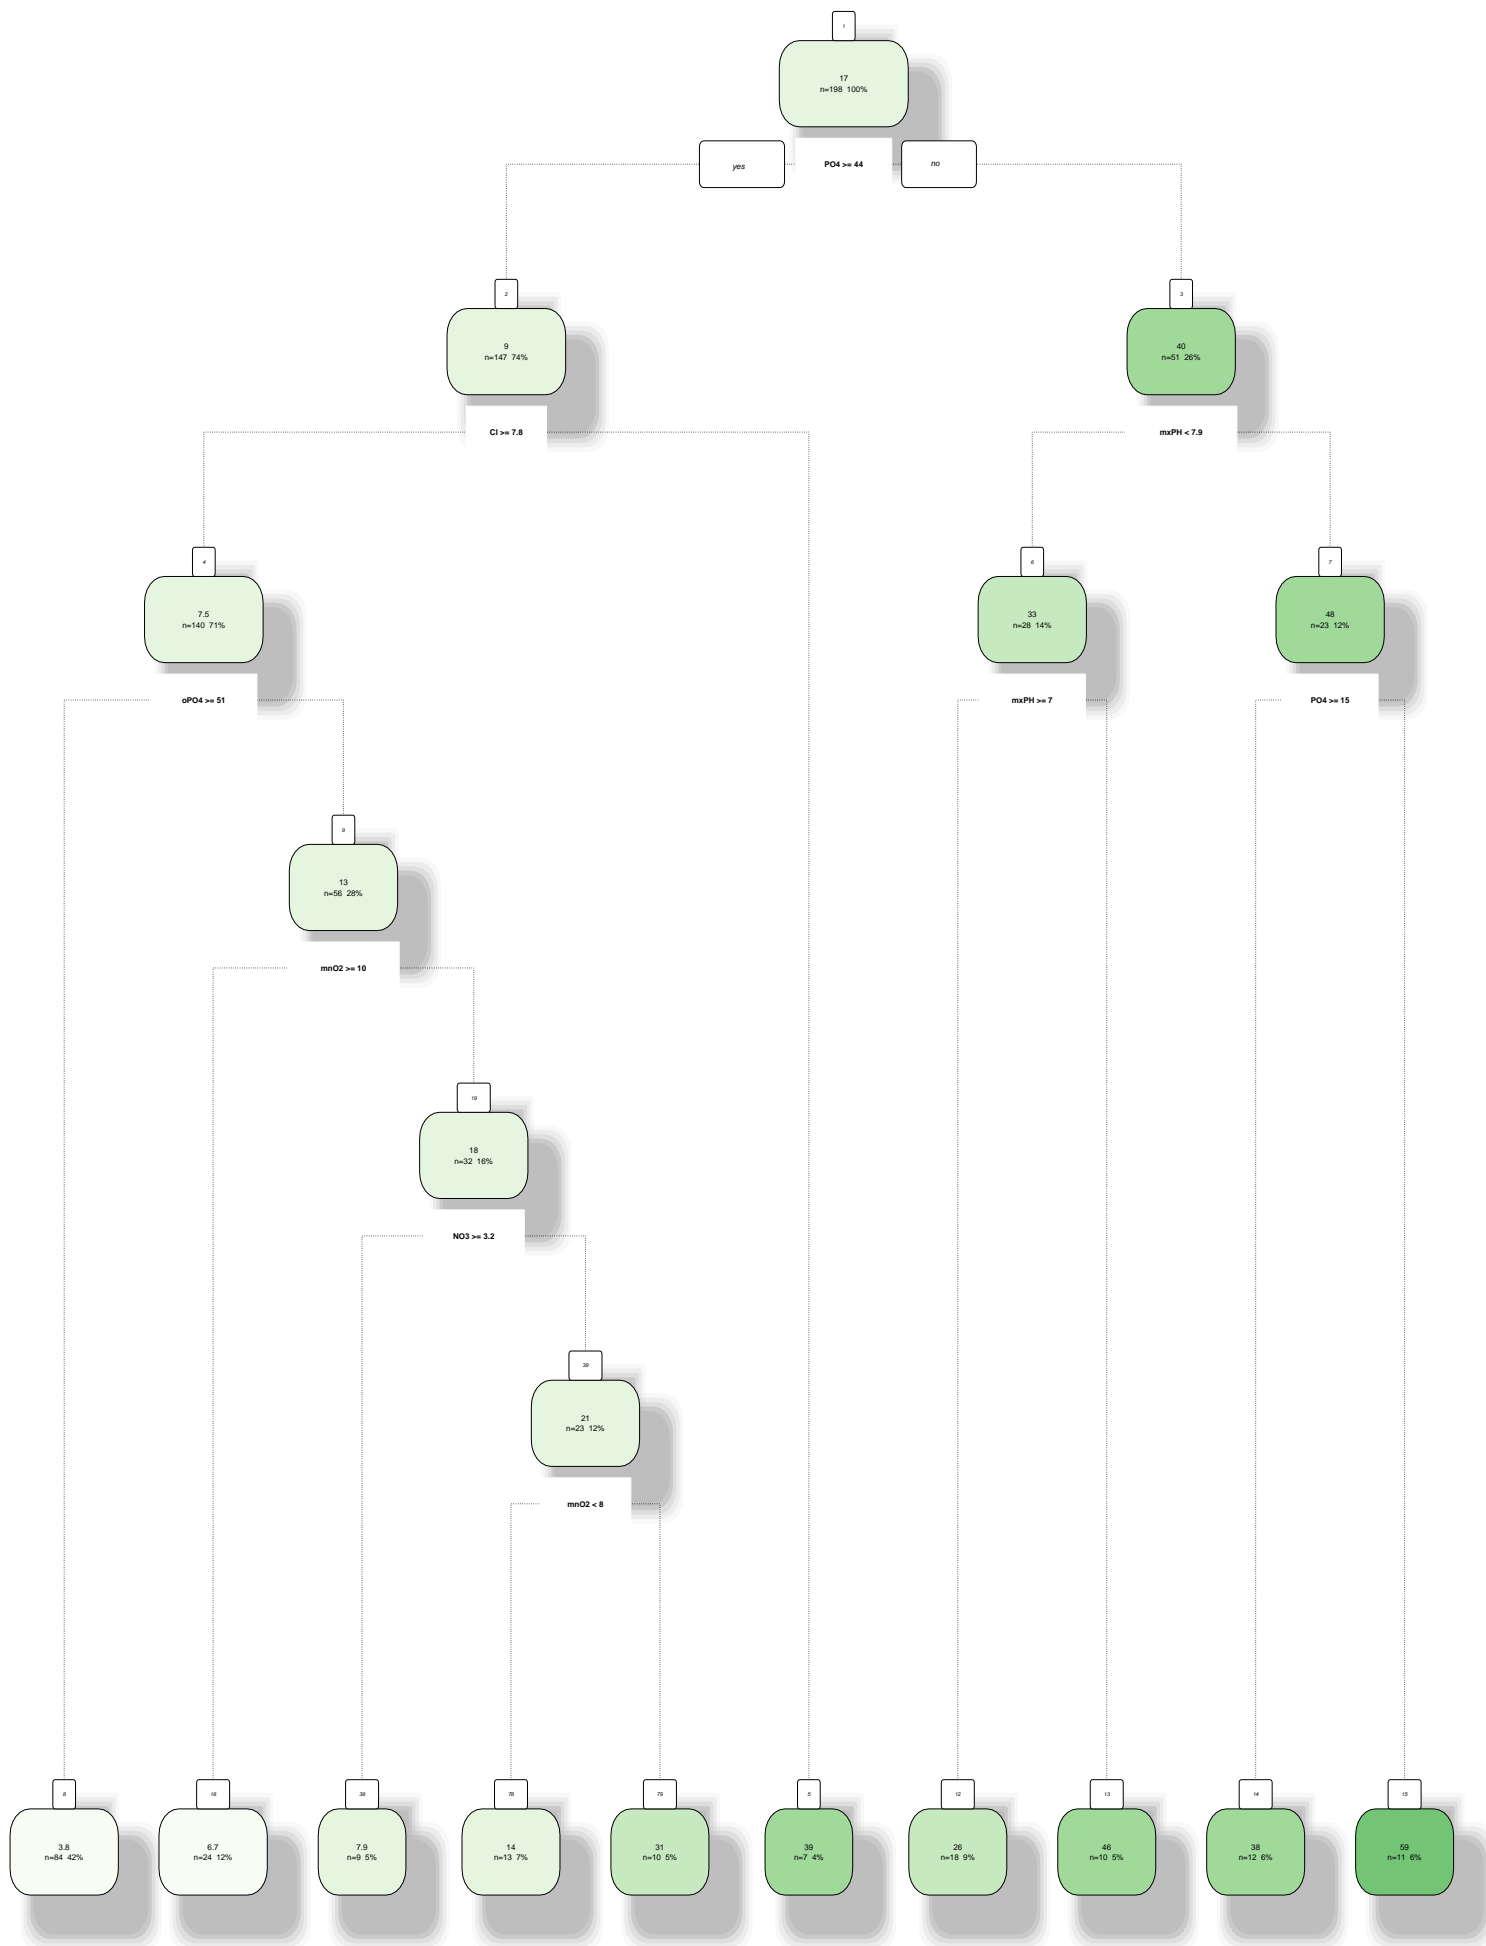 1
17
n=198 100%
yes
PO4 >= 44
no
2
9
n=147 74%
3
40
n=51 26%
Cl >= 7.8
mxPH < 7.9
4
7.5
n=140 71%
6
33
n=28 14%
7
48
n=23 12%
oPO4 >= 51
mxPH >= 7
PO4 >= 15
9
13
n=56 28%
mnO2 >= 10
19
18
n=32 16%
NO3 >= 3.2
39
21
n=23 12%
mnO2 < 8
8
3.8
n=84 42%
18
6.7
n=24 12%
38
7.9
n=9 5%
78
14
n=13 7%
79
31
n=10 5%
5
39
n=7 4%
12
26
n=18 9%
13
46
n=10 5%
14
38
n=12 6%
15
59
n=11 6%